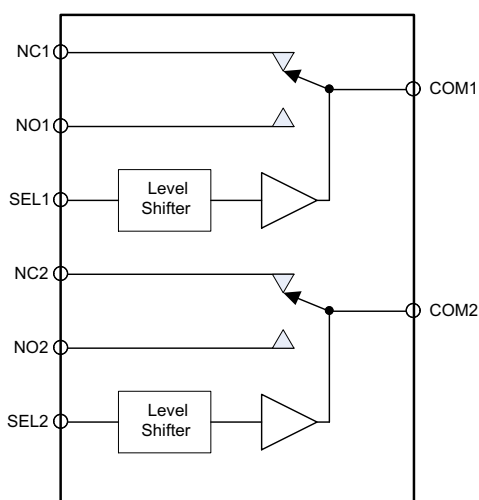 NC1
COM1
NO1
SEL1
Level
Shifter
NC2
COM2
NO2
SEL2
Level
Shifter